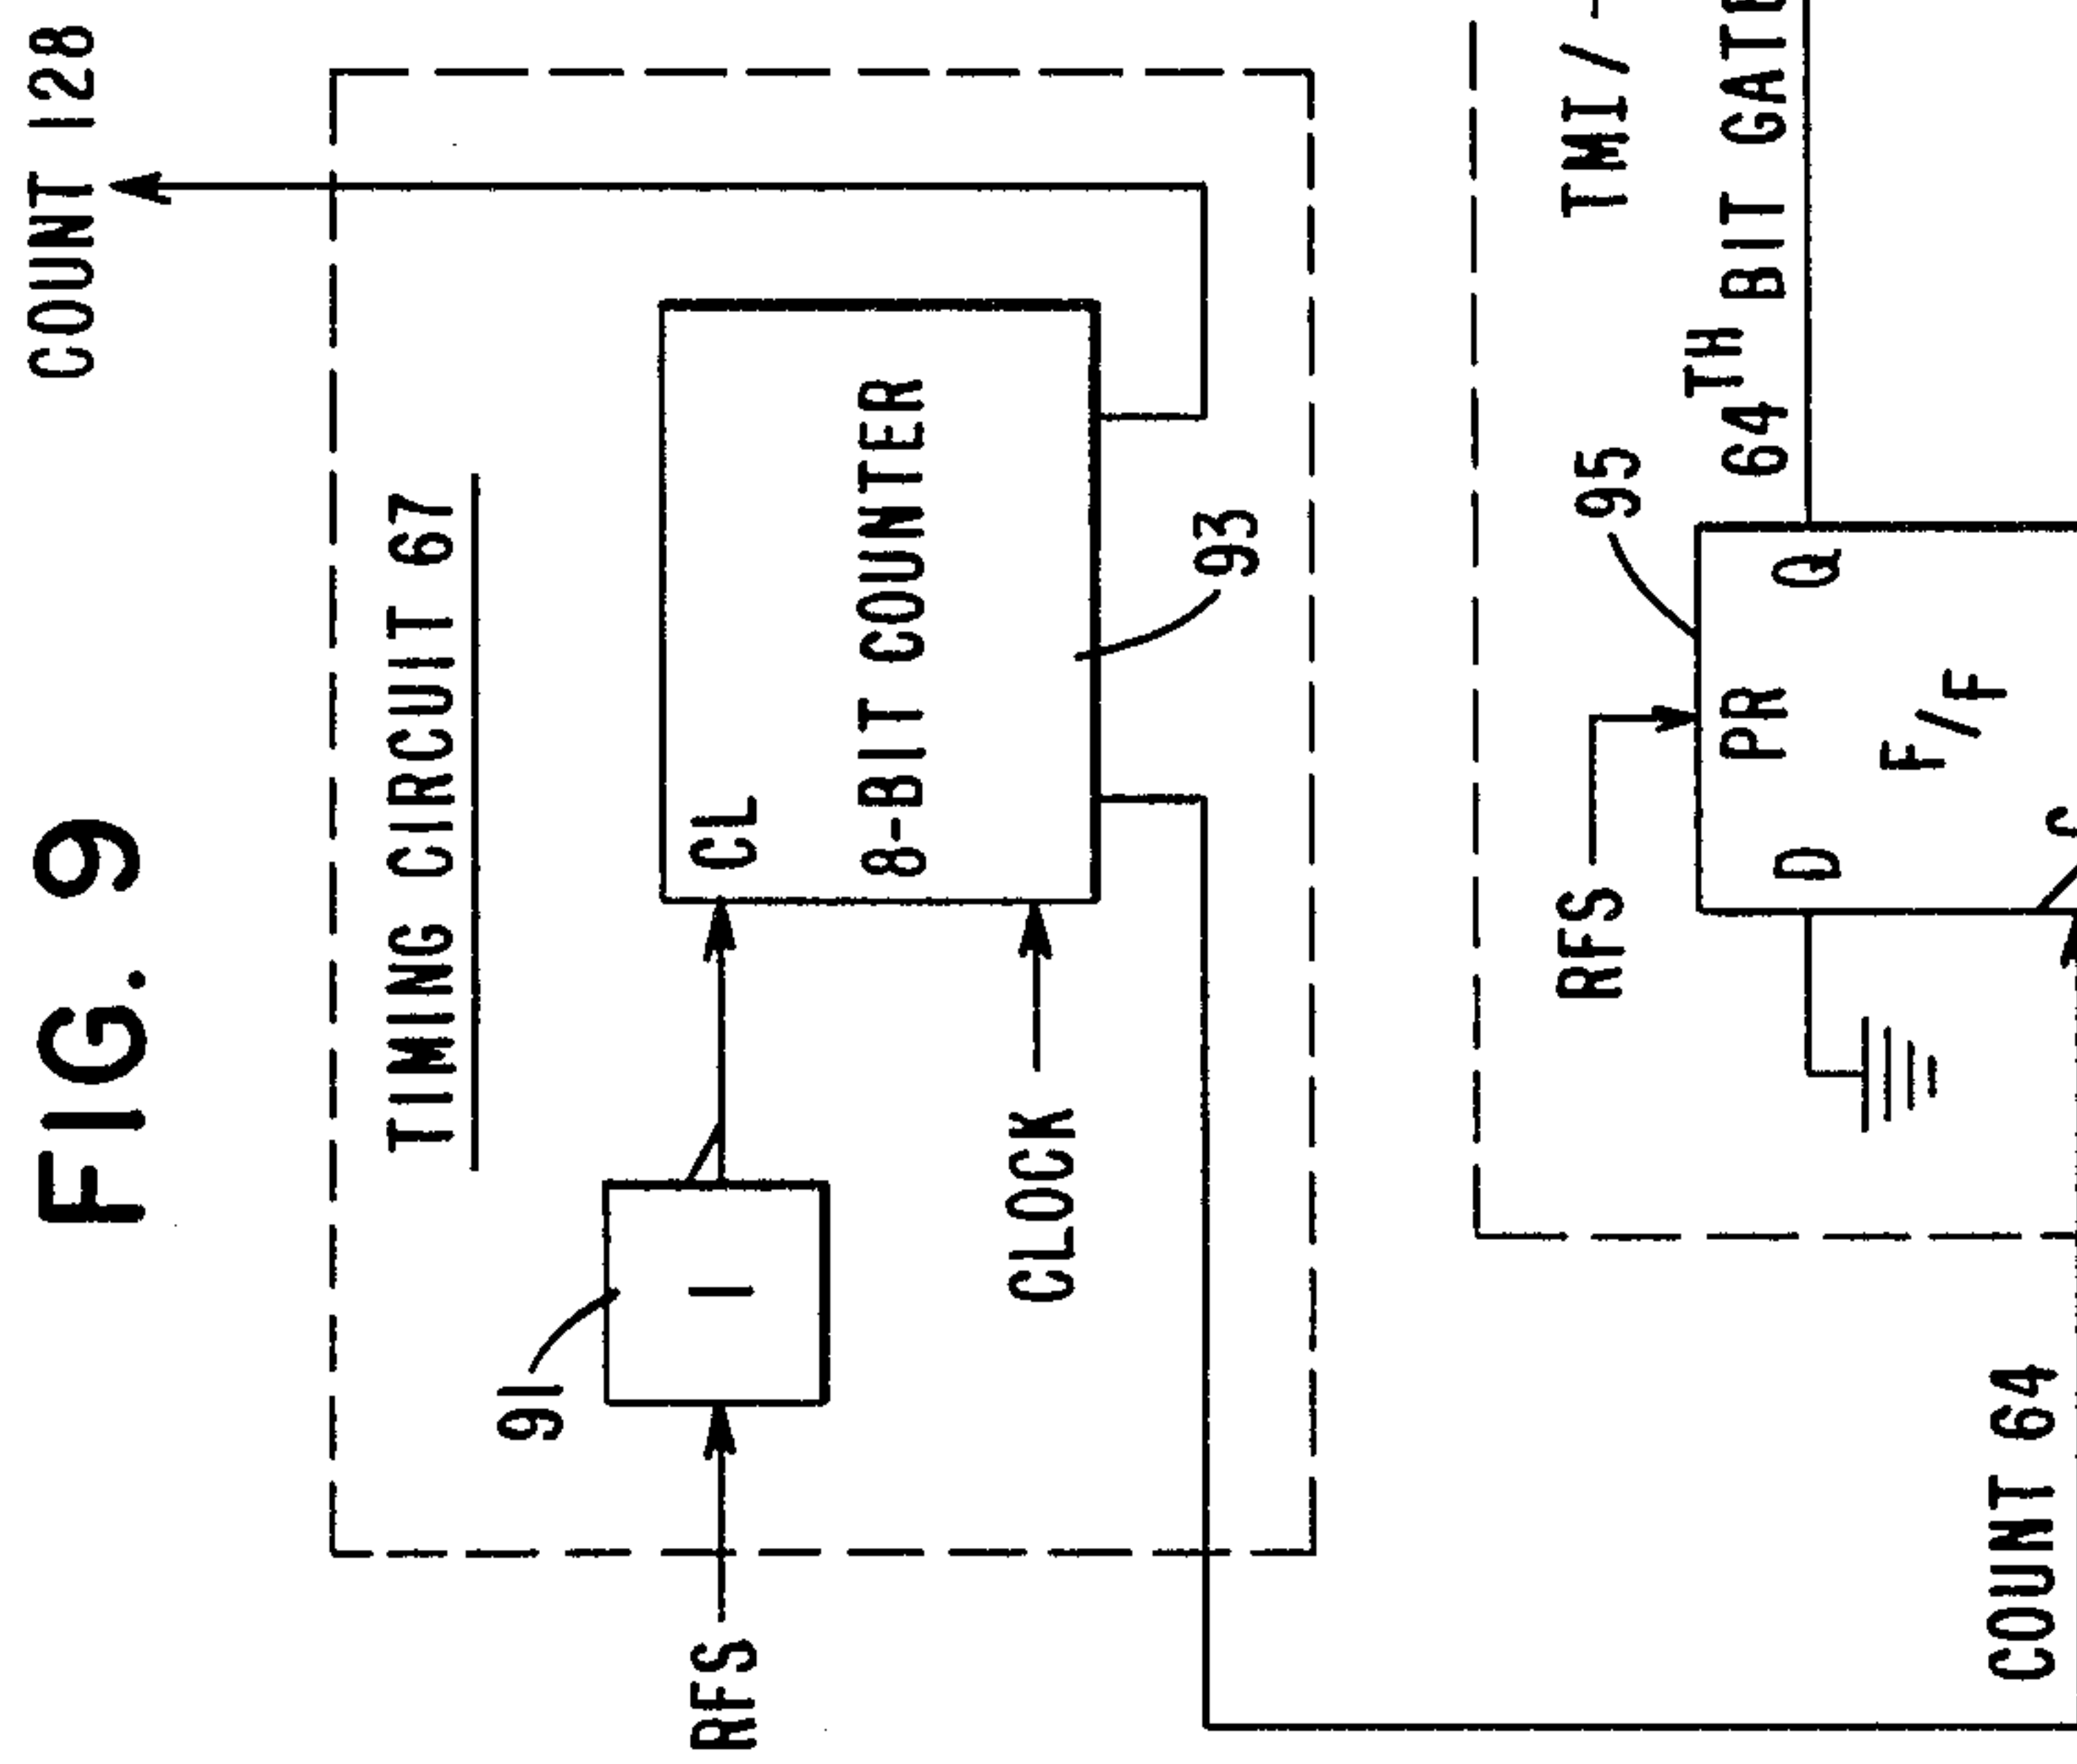 FIG. 9
COUNT 128
TIMING CIRCUIT 67
91
RFS
I
CL
8-BIT COUNTER
CLOCK
93
TMI/
RFS
95
64TH BIT
D
PR
Q
F/F
COUNT 64